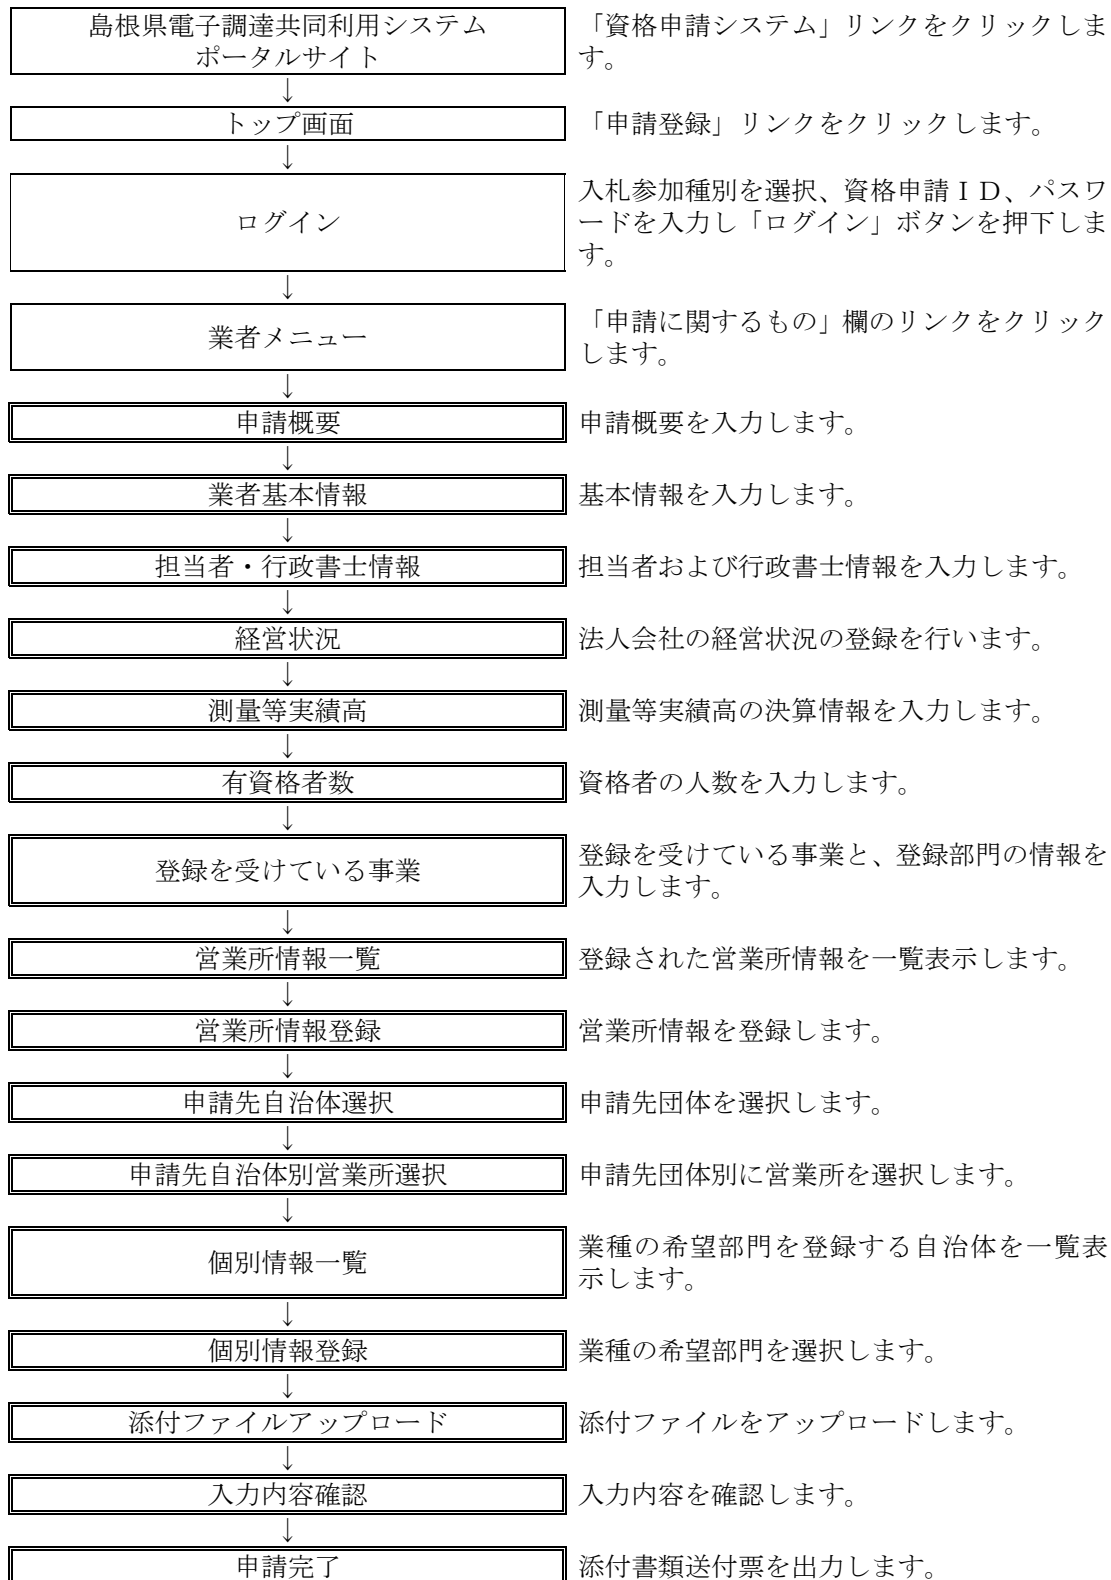 島根県電子調達共同利用システム
ポータルサイト
「資格申請システム」リンクをクリックしま
す。
↓
トップ画面
「申請登録」リンクをクリックします。
↓
ログイン
入札参加種別を選択、資格申請ＩＤ、パスワ
ードを入力し「ログイン」ボタンを押下しま
す。
↓
業者メニュー
「申請に関するもの」欄のリンクをクリック
します。
↓
申請概要
申請概要を入力します。
↓
業者基本情報
基本情報を入力します。
↓
担当者・行政書士情報
担当者および行政書士情報を入力します。
↓
経営状況
法人会社の経営状況の登録を行います。
↓
測量等実績高
測量等実績高の決算情報を入力します。
↓
有資格者数
資格者の人数を入力します。
↓
登録を受けている事業
登録を受けている事業と、登録部門の情報を
入力します。
↓
営業所情報一覧
登録された営業所情報を一覧表示します。
↓
営業所情報登録
営業所情報を登録します。
↓
申請先自治体選択
申請先団体を選択します。
↓
申請先自治体別営業所選択
申請先団体別に営業所を選択します。
↓
個別情報一覧
業種の希望部門を登録する自治体を一覧表
示します。
↓
個別情報登録
業種の希望部門を選択します。
↓
添付ファイルアップロード
添付ファイルをアップロードします。
↓
入力内容確認
入力内容を確認します。
↓
申請完了
添付書類送付票を出力します。